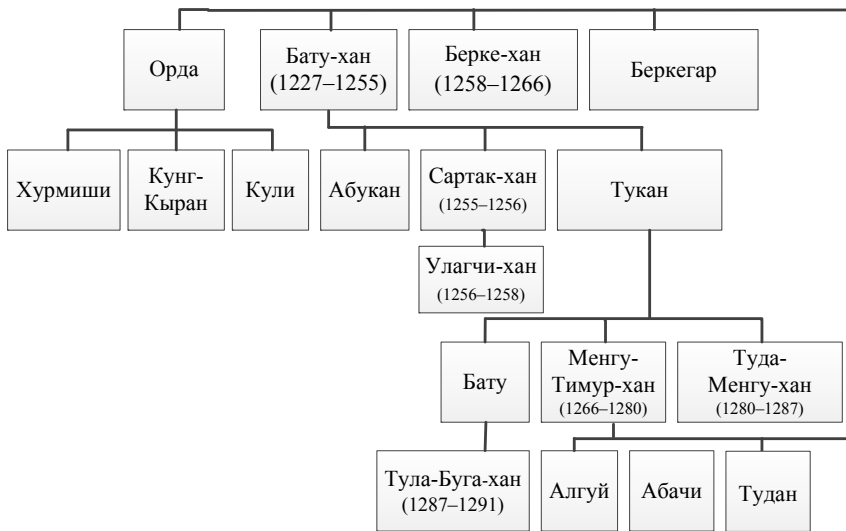 Орда
Бату-хан
(1227–1255)
Берке-хан
(1258–1266)
Беркегар
Хурмиши
Кунг-
Кыран
Кули
Абукан
Сартак-хан
(1255–1256)
Тукан
Улагчи-хан
(1256–1258)
Бату
Менгу-
Тимур-хан
(1266–1280)
Туда-
Менгу-хан
(1280–1287)
Тула-Буга-хан
(1287–1291)
Алгуй
Абачи
Тудан